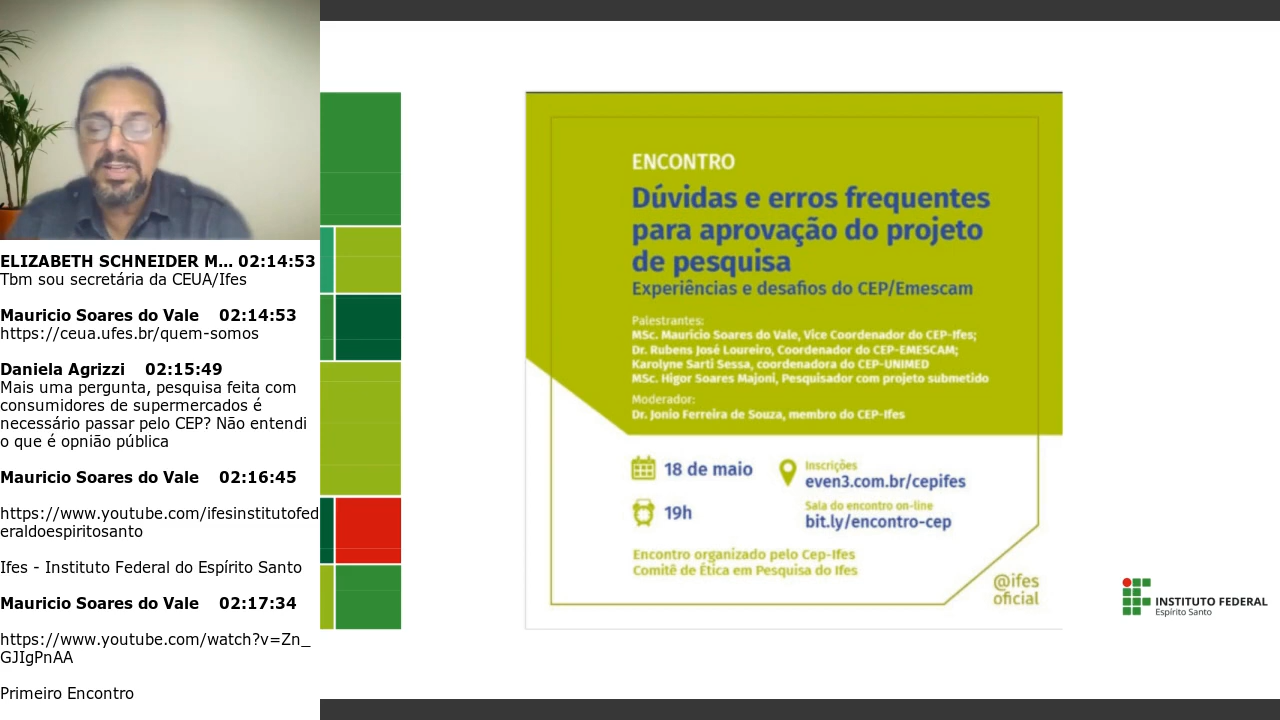 ELIZABETH SCHNEIDER M... 02:14:53
Tbm sou secretária da CEUA/Ifes
Mauricio Soares do Vale 02:14:53
https://ceua.ufes.br/quem-somos
Daniela Agrizzi 02:15:49
Mais uma pergunta, pesquisa feita com
consumidores de supermercados é
necessário passar pelo CEP? Não entendi
o que é opnião pública
Mauricio Soares do Vale 02:16:45
https://www.youtube.com/ifesinstitutofed
eraldoespiritosanto
Ifes - Instituto Federal do Espírito Santo
Mauricio Soares do Vale 02:17:34
https://www.youtube.com/watch?v=Zn_
GJIgPnAA
Primeiro Encontro
ENCONTRO
Dúvidas e erros frequentes
para aprovação do projeto
de pesquisa
Experiências e desafios do CEP/Emescam
Palestrantes:
MSc. Mauricio Soares do Vale, Vice Coordenador do CEP-Ifes;
Dr. Rubens José Loureiro, Coordenador do CEP-EMESCAM;
Karolyne Sarti Sessa, coordenadora do CEP-UNIMED
MSc. Higor Soares Majoni, Pesquisador com projeto submetido
Moderador:
Dr. Jonio Ferreira de Souza, membro do CEP-Ifes
18 de maio
Inscrições
even3.com.br/cepifes
19h
Sala do encontro on-line
bit.ly/encontro-cep
Encontro organizado pelo Cep-Ifes
Comitê de Ética em Pesquisa do Ifes
@ifes
oficial
INSTITUTO FEDERAL
Espírito Santo